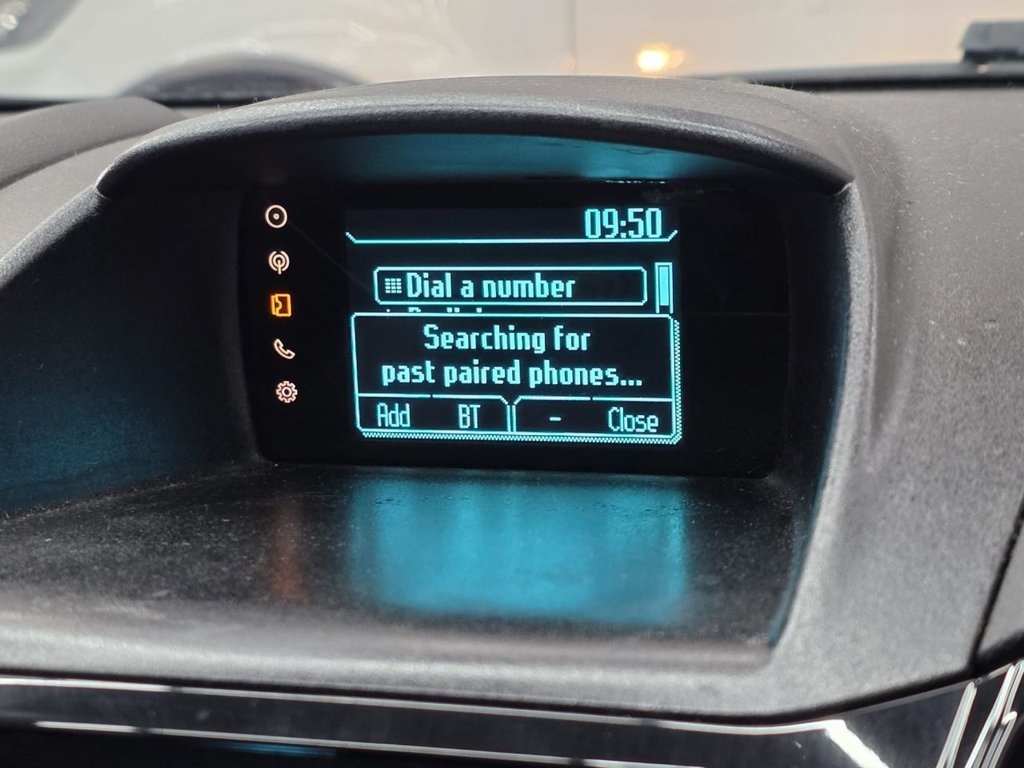 09:50
Dial a number
Searching for
past paired phones...
Add BT - Close